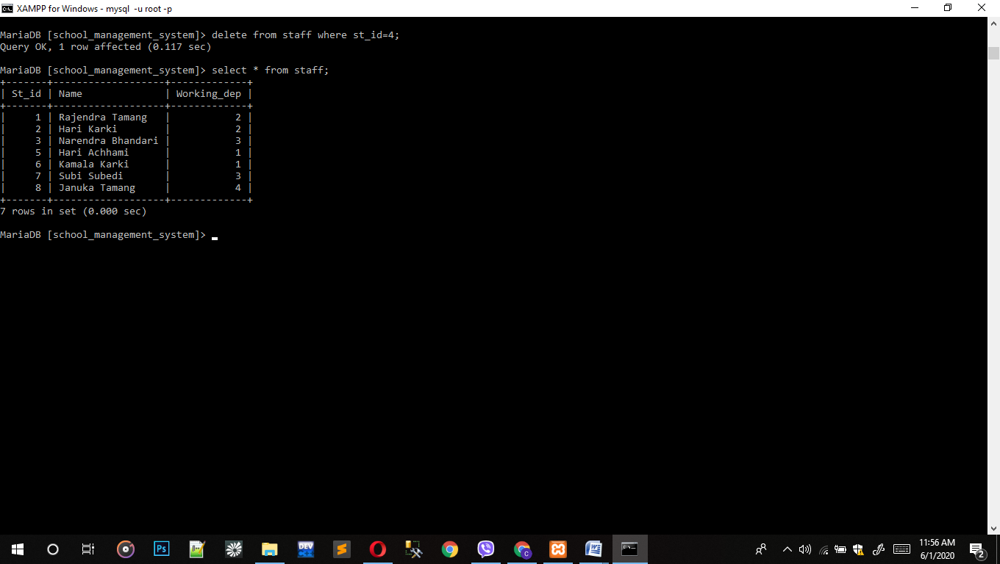 XAMPP for Windows - mysql -u root -p
MariaDB [school_management_system]> delete from staff where st_id=4;
Query OK, 1 row affected (0.117 sec)
MariaDB [school_management_system]> select * from staff;
+-------+-------------------+-------------+
| St_id | Name              | Working_dep |
+-------+-------------------+-------------+
|     1 | Rajendra Tamang   |           2 |
|     2 | Hari Karki        |           2 |
|     3 | Narendra Bhandari |           3 |
|     5 | Hari Achhami      |           1 |
|     6 | Kamala Karki      |           1 |
|     7 | Subi Subedi       |           3 |
|     8 | Januka Tamang     |           4 |
+-------+-------------------+-------------+
7 rows in set (0.000 sec)
MariaDB [school_management_system]>
Ps
DEV
C
W
11:56 AM
6/1/2020
2